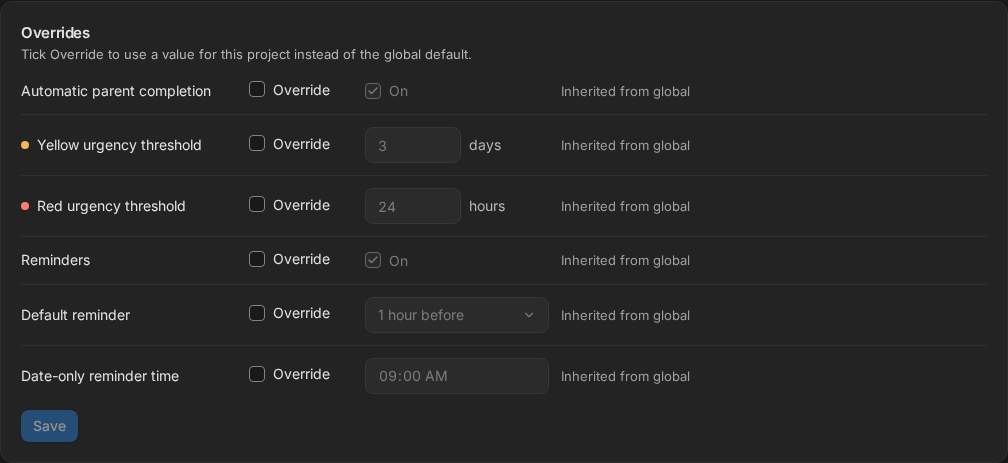 Overrides
Tick Override to use a value for this project instead of the global default.
Automatic parent completion Override On Inherited from global
Yellow urgency threshold Override 3 days Inherited from global
Red urgency threshold Override 24 hours Inherited from global
Reminders Override On Inherited from global
Default reminder Override 1 hour before Inherited from global
Date-only reminder time Override 09:00 AM Inherited from global
Save